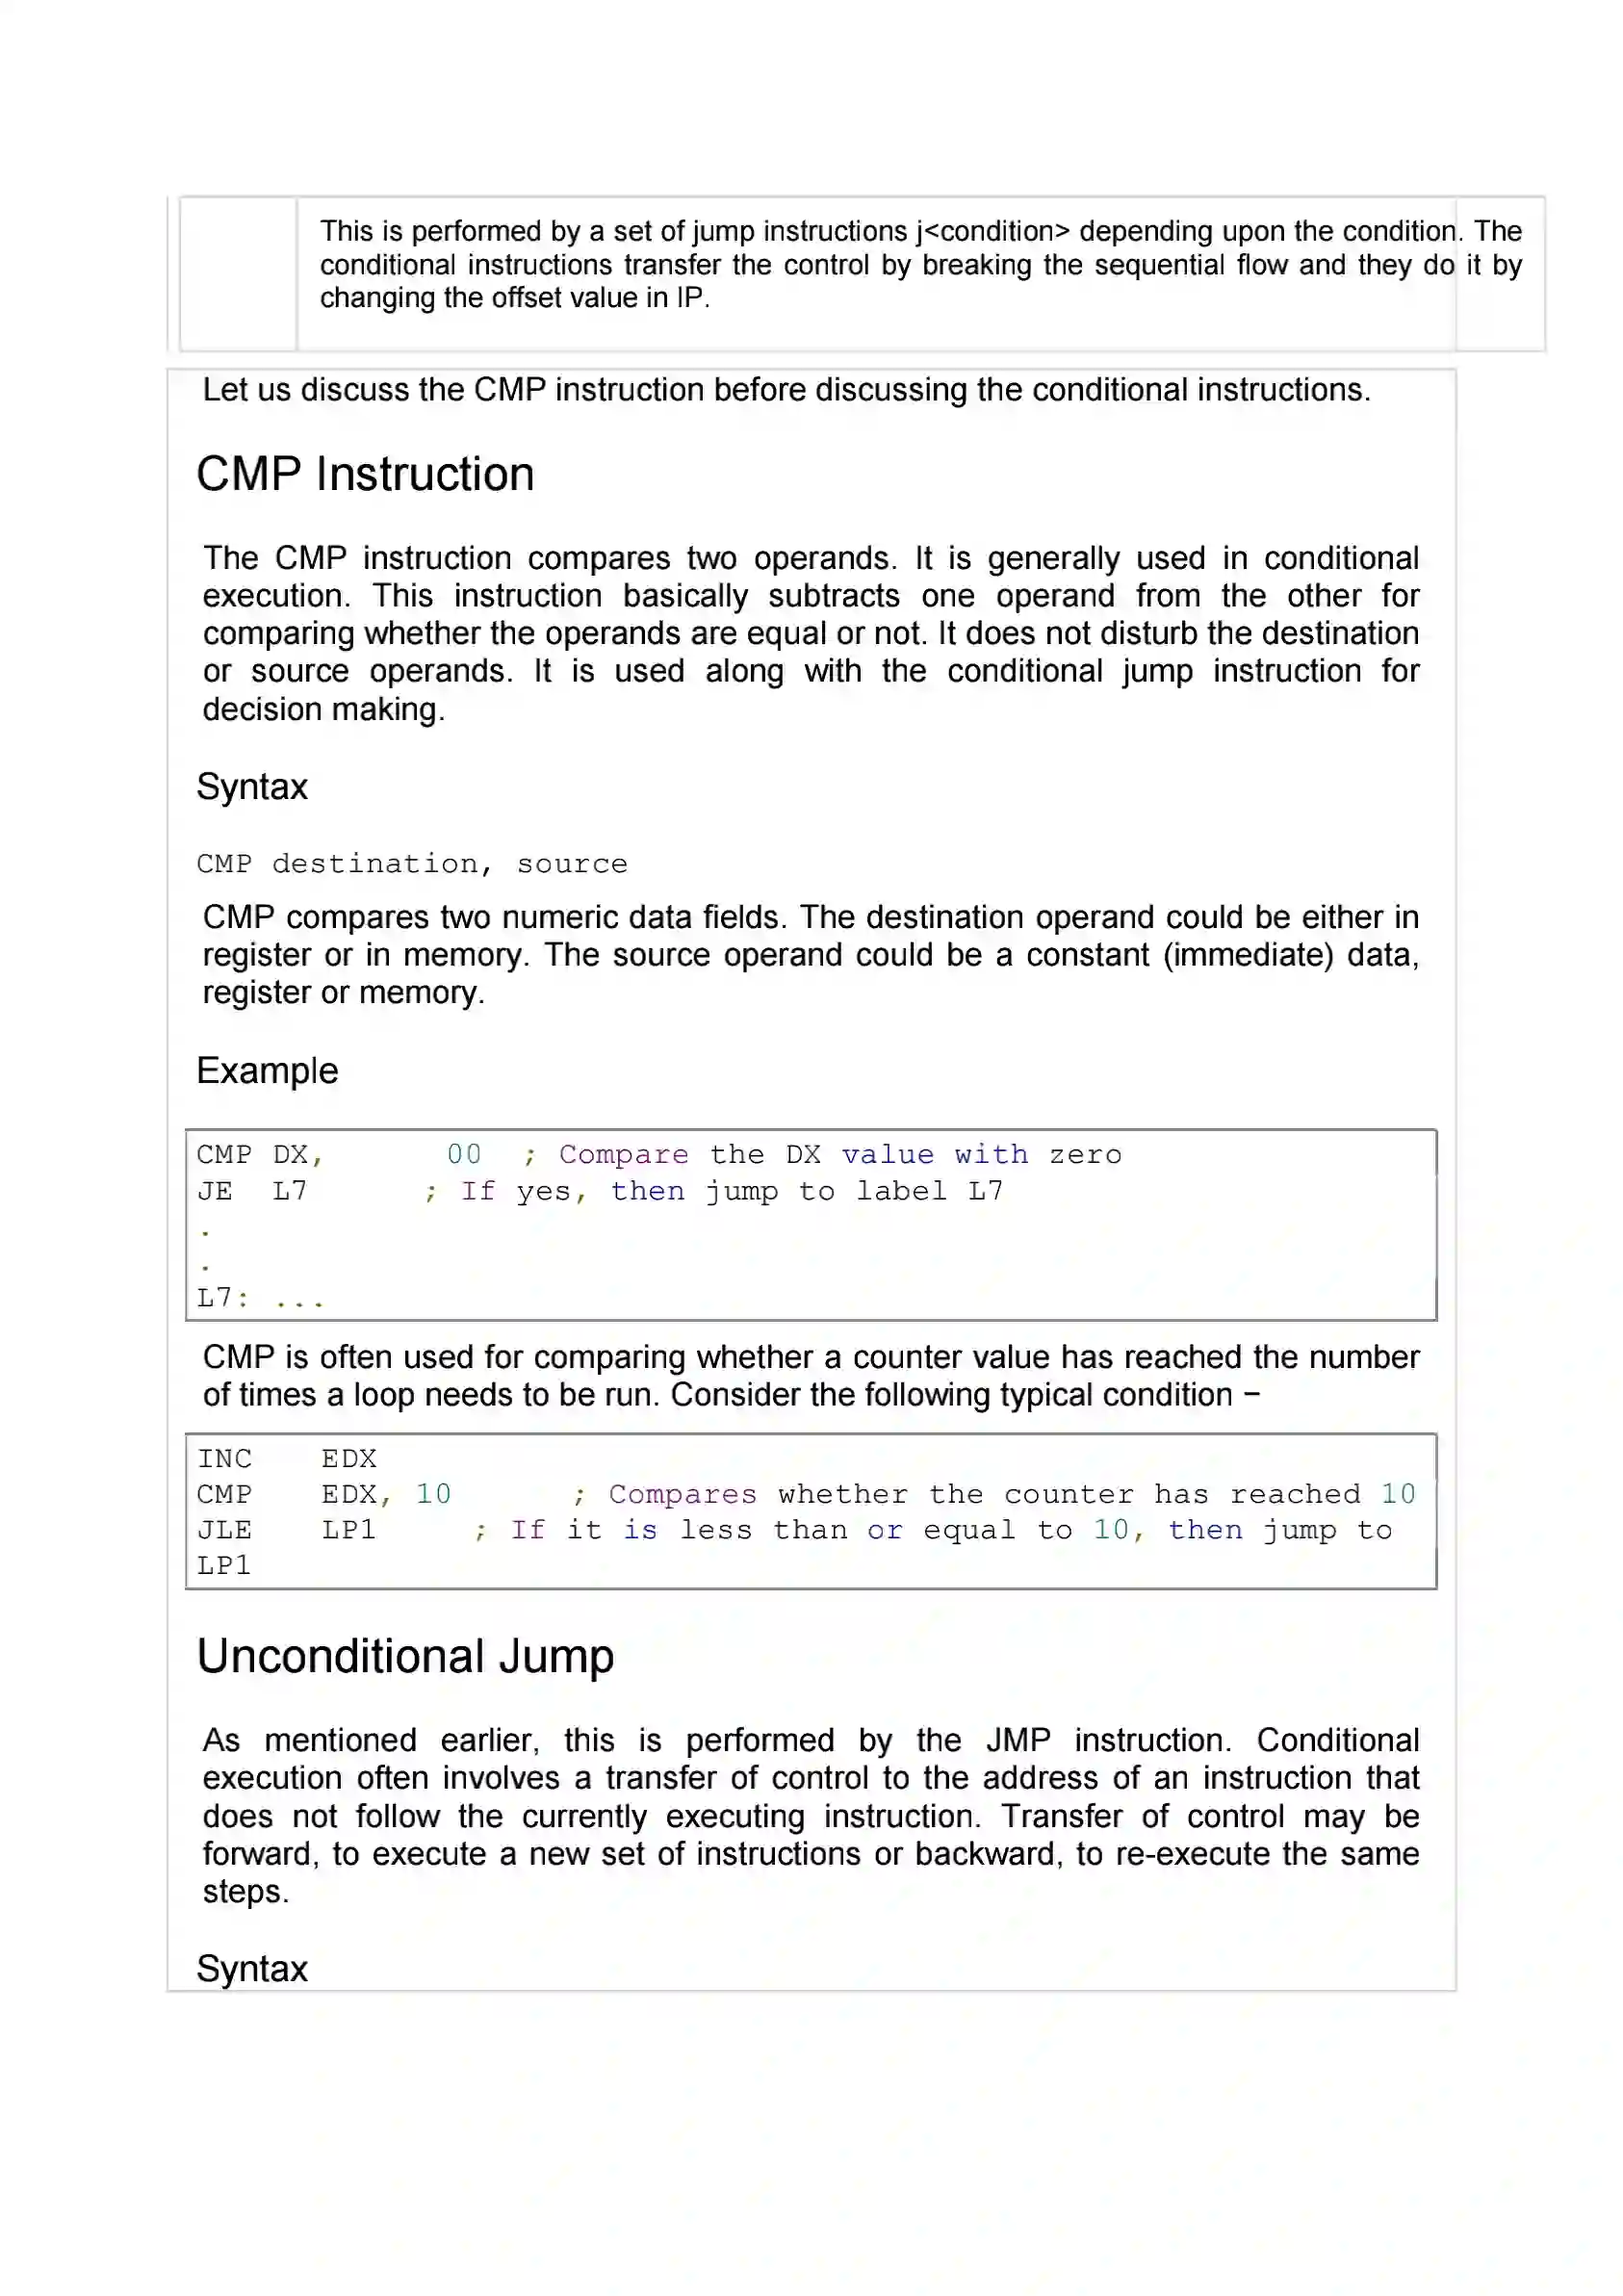 This is performed by a set of jump instructions j<condition> depending upon the condition. The
conditional instructions transfer the control by breaking the sequential flow and they do it by
changing the offset value in IP.
Let us discuss the CMP instruction before discussing the conditional instructions.
CMP Instruction
The CMP instruction compares two operands. It is generally used in conditional
execution. This instruction basically subtracts one operand from the other for
comparing whether the operands are equal or not. It does not disturb the destination
or source operands. It is used along with the conditional jump instruction for
decision making.
Syntax
CMP destination, source
CMP compares two numeric data fields. The destination operand could be either in
register or in memory. The source operand could be a constant (immediate) data,
register or memory.
Example
CMP DX, 00 ; Compare the DX value with zero
JE L7 ; If yes, then jump to label L7
.
.
L7: ...
CMP is often used for comparing whether a counter value has reached the number
of times a loop needs to be run. Consider the following typical condition −
INC EDX
CMP EDX, 10 ; Compares whether the counter has reached 10
JLE LP1 ; If it is less than or equal to 10, then jump to
LP1
Unconditional Jump
As mentioned earlier, this is performed by the JMP instruction. Conditional
execution often involves a transfer of control to the address of an instruction that
does not follow the currently executing instruction. Transfer of control may be
forward, to execute a new set of instructions or backward, to re-execute the same
steps.
Syntax